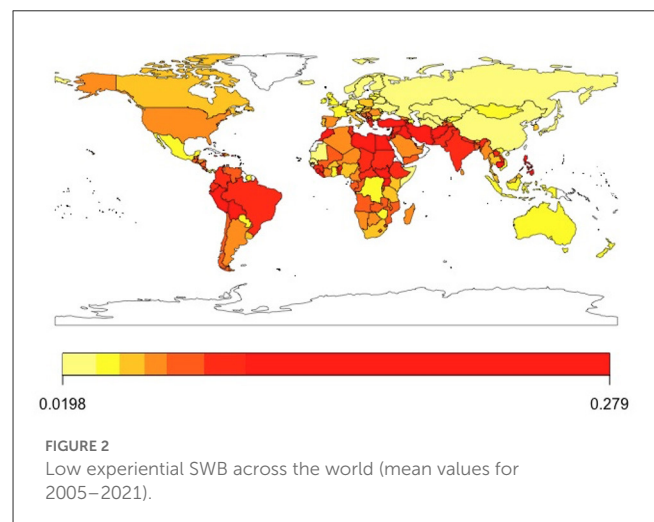 0.0198
0.279
FIGURE 2
Low experiential SWB across the world (mean values for
2005–2021).